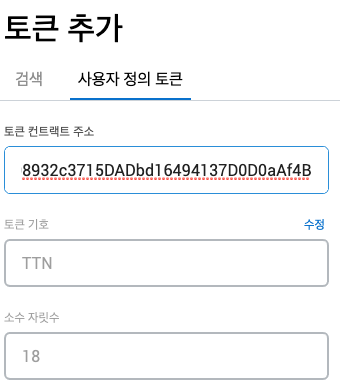 토큰 추가
검색
사용자 정의 토큰
토큰 컨트랙트 주소
8932c3715DADbd16494137D0D0aAf4B
토큰 기호
수정
TTN
소수 자릿수
18